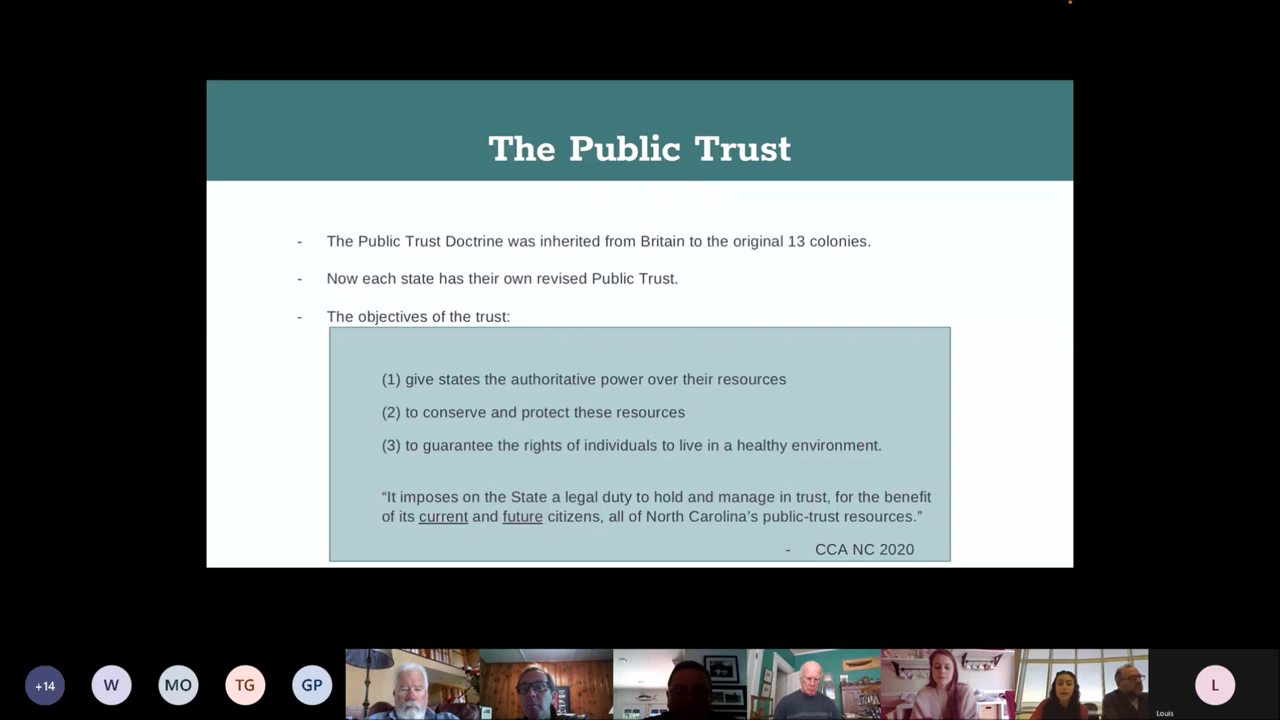 The Public Trust
- The Public Trust Doctrine was inherited from Britain to the original 13 colonies.
- Now each state has their own revised Public Trust.
- The objectives of the trust:
(1) give states the authoritative power over their resources
(2) to conserve and protect these resources
(3) to guarantee the rights of individuals to live in a healthy environment.
“It imposes on the State a legal duty to hold and manage in trust, for the benefit
of its current and future citizens, all of North Carolina’s public-trust resources.”
- CCA NC 2020
+14 W MO TG GP L
Louis